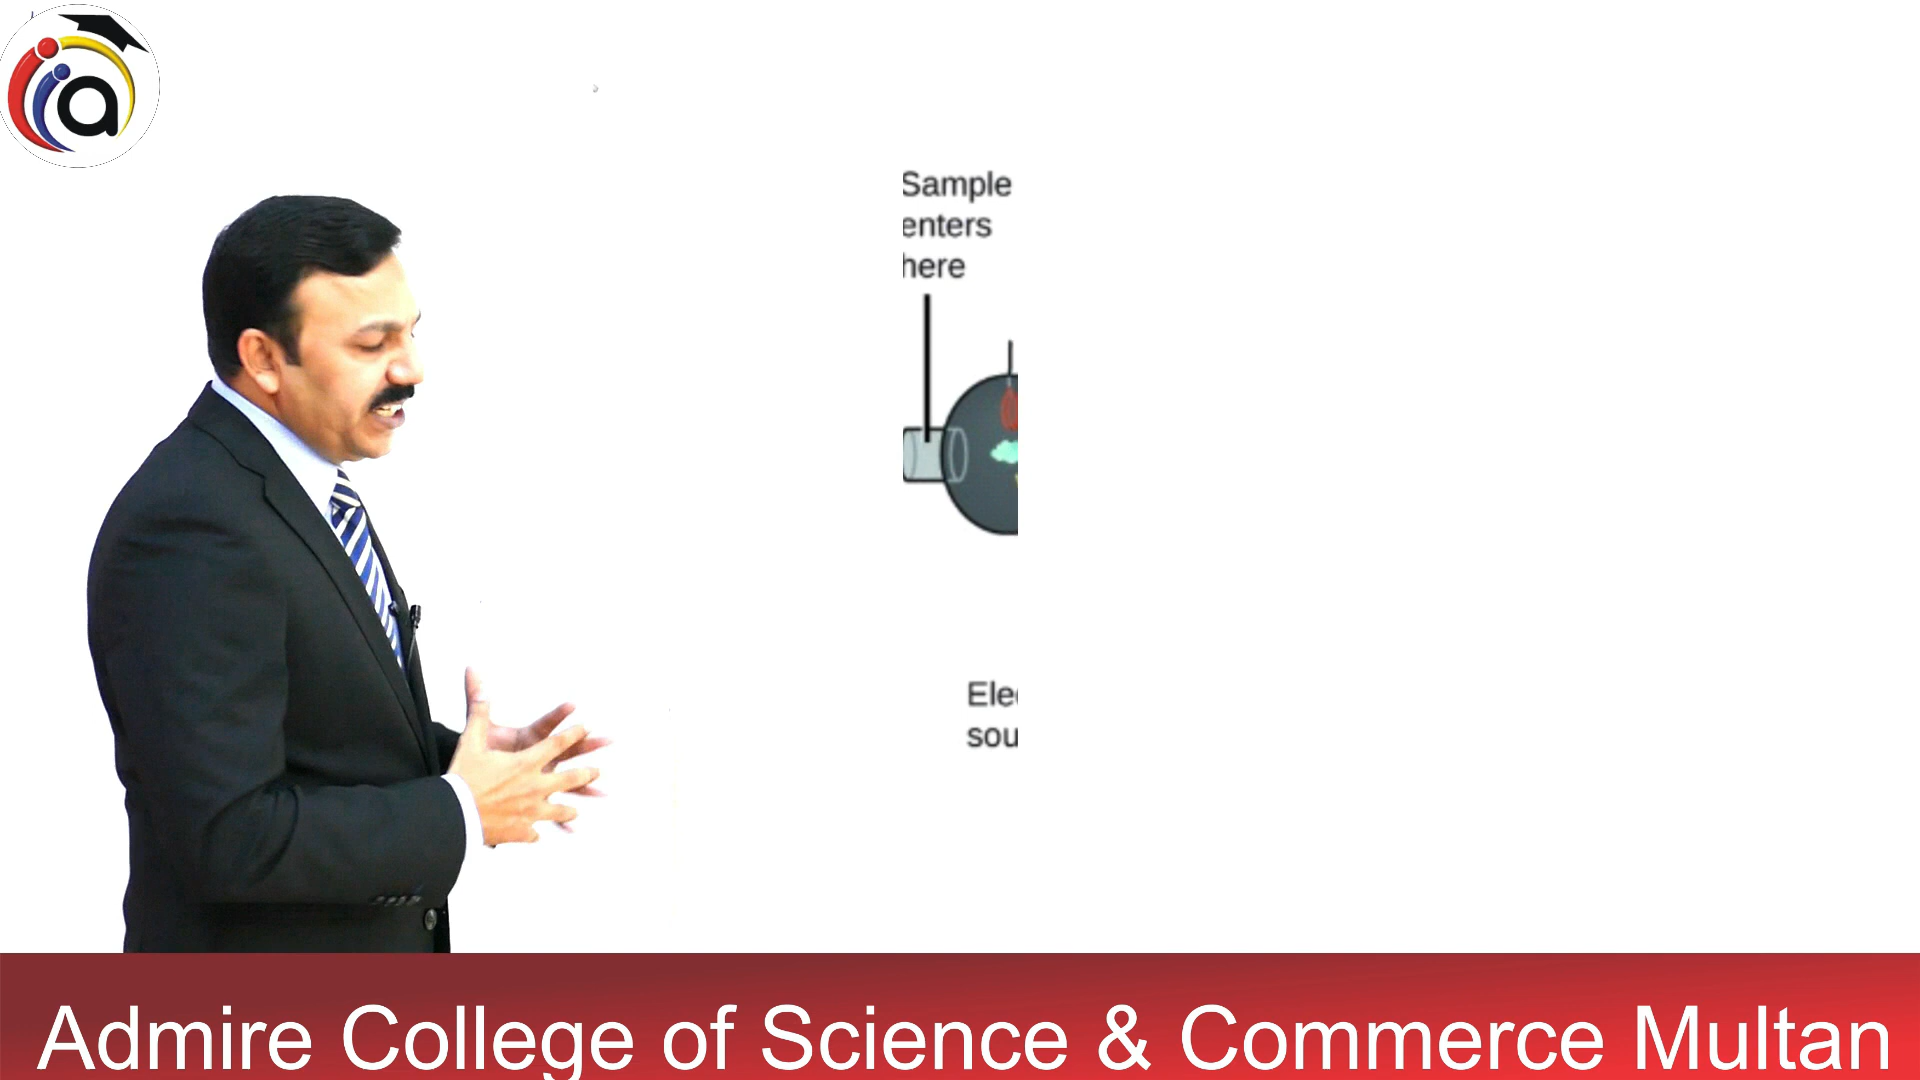 a
Sample
enters
here
Admire College of Science & Commerce Multan